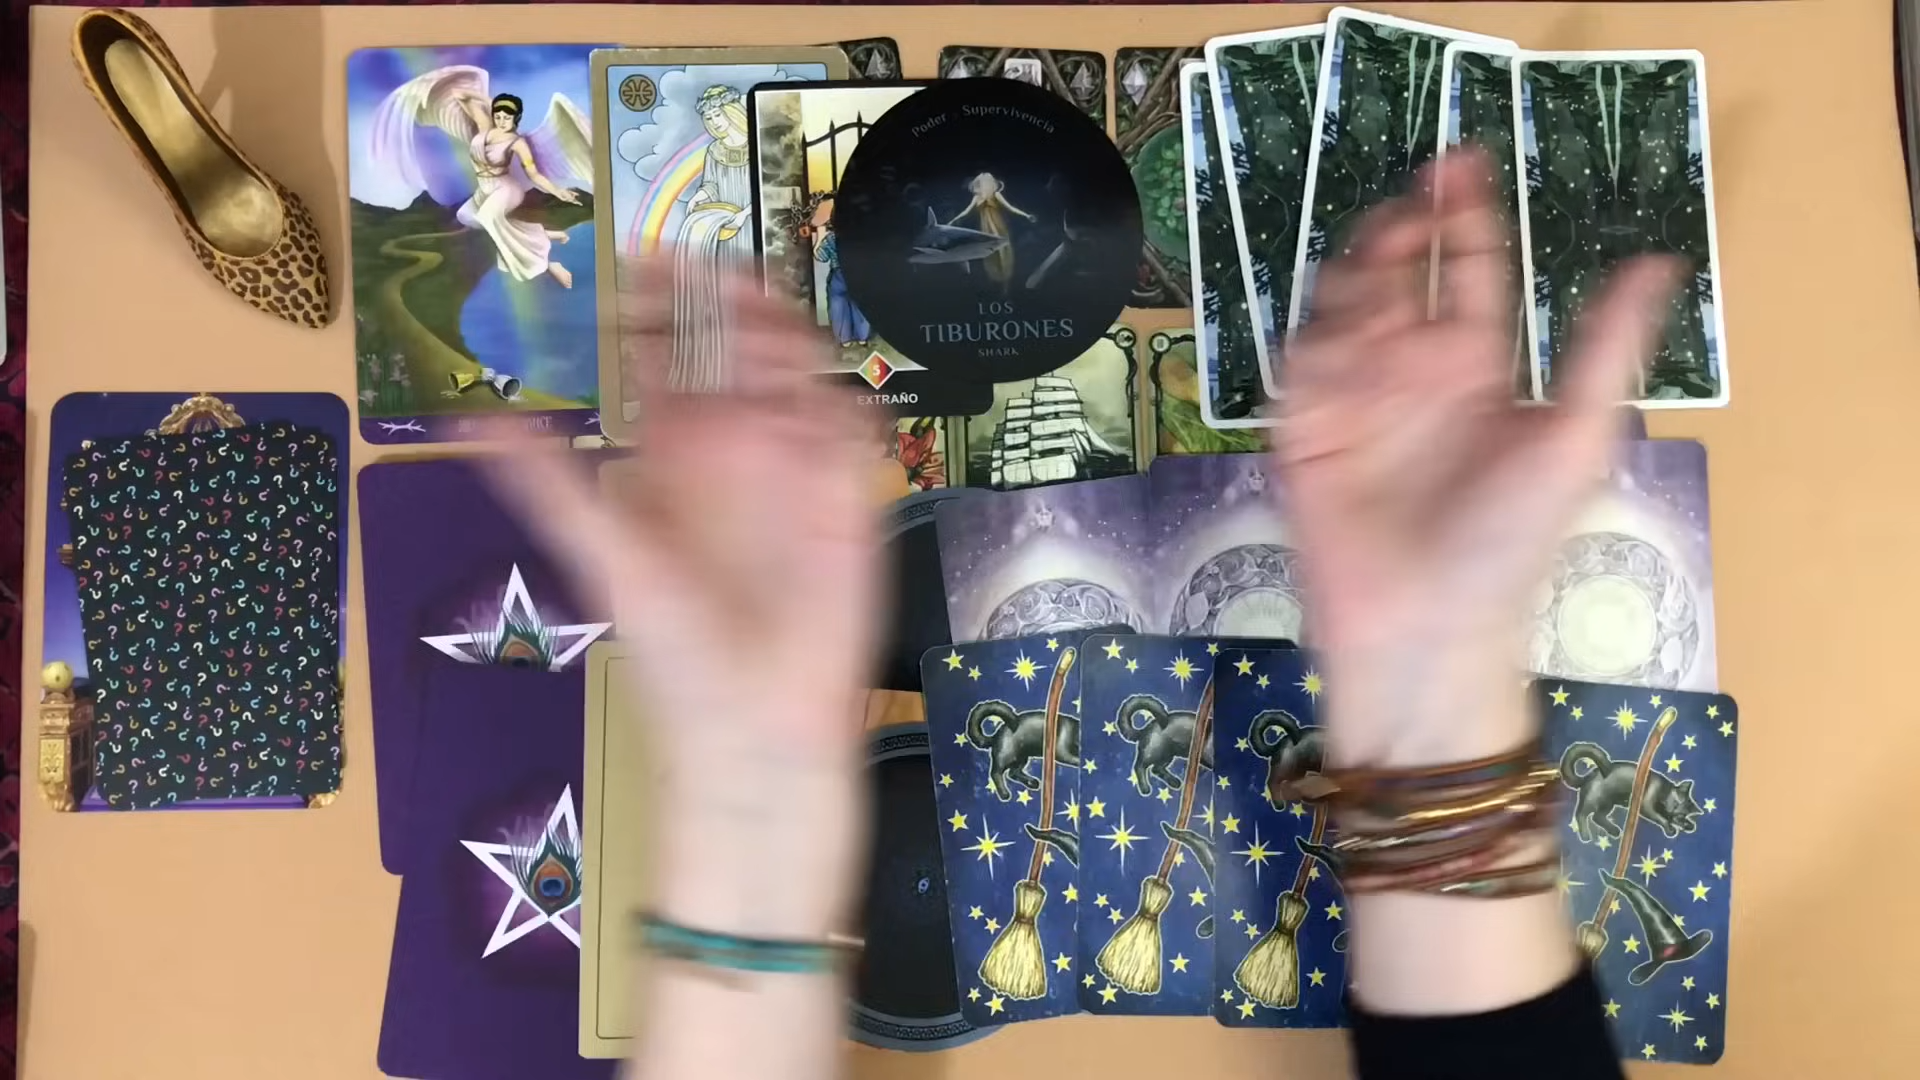 Poder - Supervivencia
LOS
TIBURONES
SHARK
5
EXTRAÑO